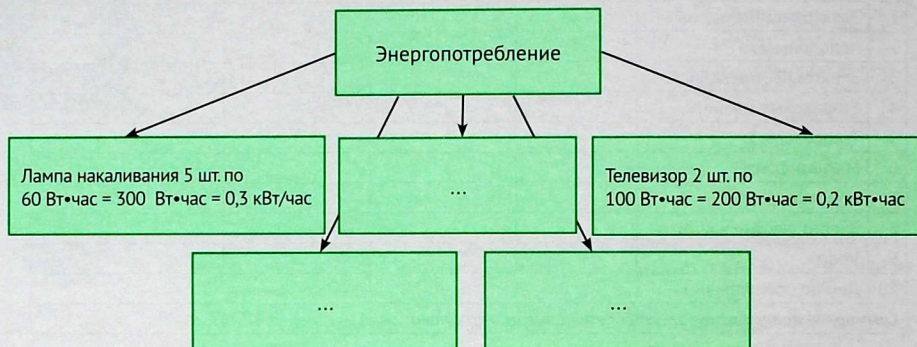 Энергопотребление
Лампа накаливания 5 шт. по
60 Вт•час = 300 Вт•час = 0,3 кВт/час
...
Телевизор 2 шт. по
100 Вт•час = 200 Вт•час = 0,2 кВт•час
...
...